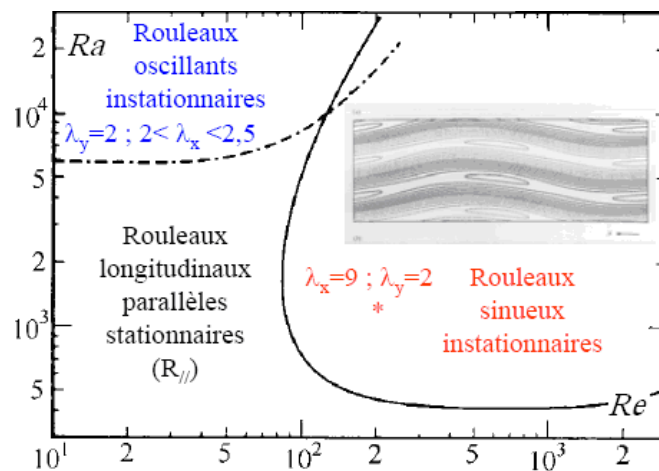 2
Ra
Rouleaux
oscillants
instationnaires
λy=2 ; 2< λx <2,5
10⁴
5
Rouleaux
longitudinaux
parallèles
stationnaires
(R//)
2
λx=9 ; λy=2
*
Rouleaux
sinueux
instationnaires
10³
5
Re
10¹ 2 5 10² 2 5 10³ 2